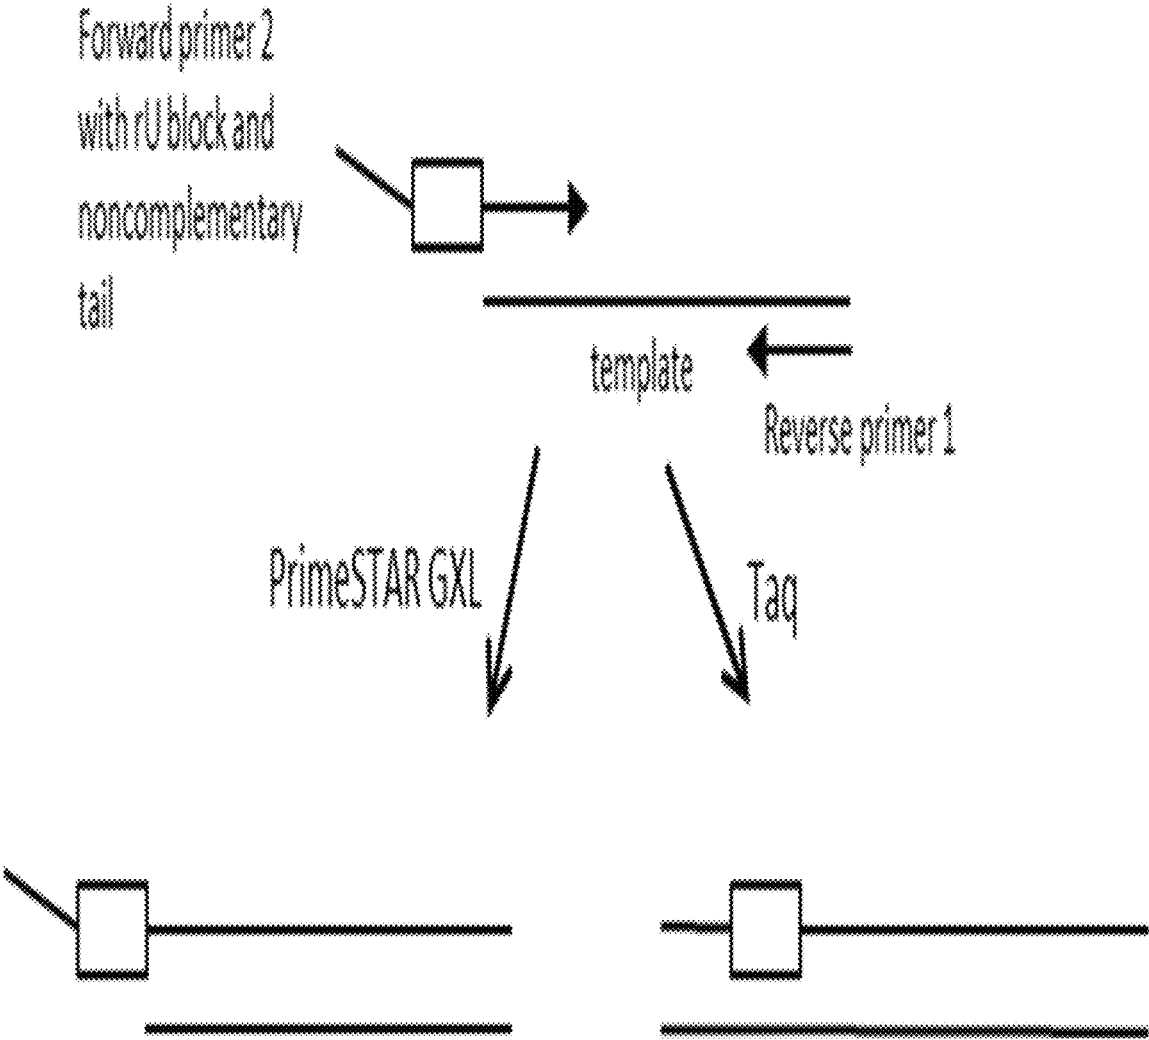 Forward primer 2
with rU block and
noncomplementary
tail
template
Reverse primer 1
PrimeSTAR GXL
Taq